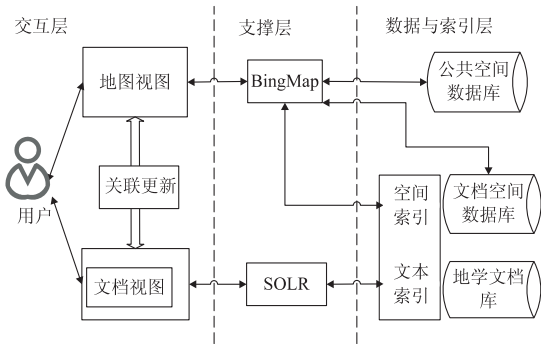 交互层
支撑层
数据与索引层
地图视图
BingMap
公共空间
数据库
关联更新
用户
空间
索引
文档空间
数据库
文档视图
SOLR
文本
索引
地学文档
库